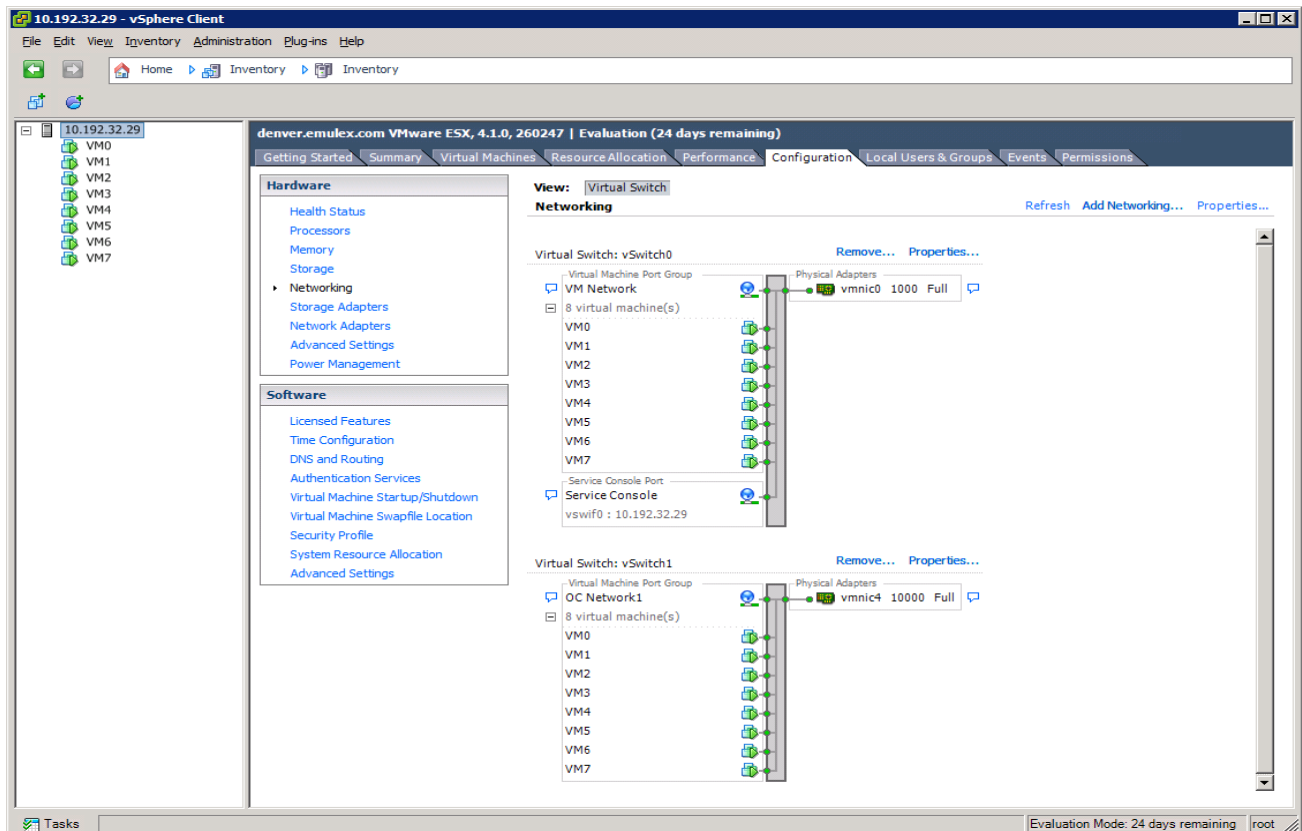 10.192.32.29 - vSphere Client
File Edit View Inventory Administration Plug-ins Help
Home Inventory Inventory
10.192.32.29
VM0
VM1
VM2
VM3
VM4
VM5
VM6
VM7
denver.emulex.com VMware ESX, 4.1.0, 260247 | Evaluation (24 days remaining)
Getting Started Summary Virtual Machines Resource Allocation Performance Configuration Local Users & Groups Events Permissions
Hardware
Health Status
Processors
Memory
Storage
Networking
Storage Adapters
Network Adapters
Advanced Settings
Power Management
Software
Licensed Features
Time Configuration
DNS and Routing
Authentication Services
Virtual Machine Startup/Shutdown
Virtual Machine Swapfile Location
Security Profile
System Resource Allocation
Advanced Settings
View: Virtual Switch
Networking Refresh Add Networking... Properties...
Virtual Switch: vSwitch0 Remove... Properties...
Virtual Machine Port Group Physical Adapters
VM Network vmnic0 1000 Full
8 virtual machine(s)
VM0
VM1
VM2
VM3
VM4
VM5
VM6
VM7
Service Console Port
Service Console
vswif0 : 10.192.32.29
Virtual Switch: vSwitch1 Remove... Properties...
Virtual Machine Port Group Physical Adapters
OC Network1 vmnic4 10000 Full
8 virtual machine(s)
VM0
VM1
VM2
VM3
VM4
VM5
VM6
VM7
Tasks Evaluation Mode: 24 days remaining root